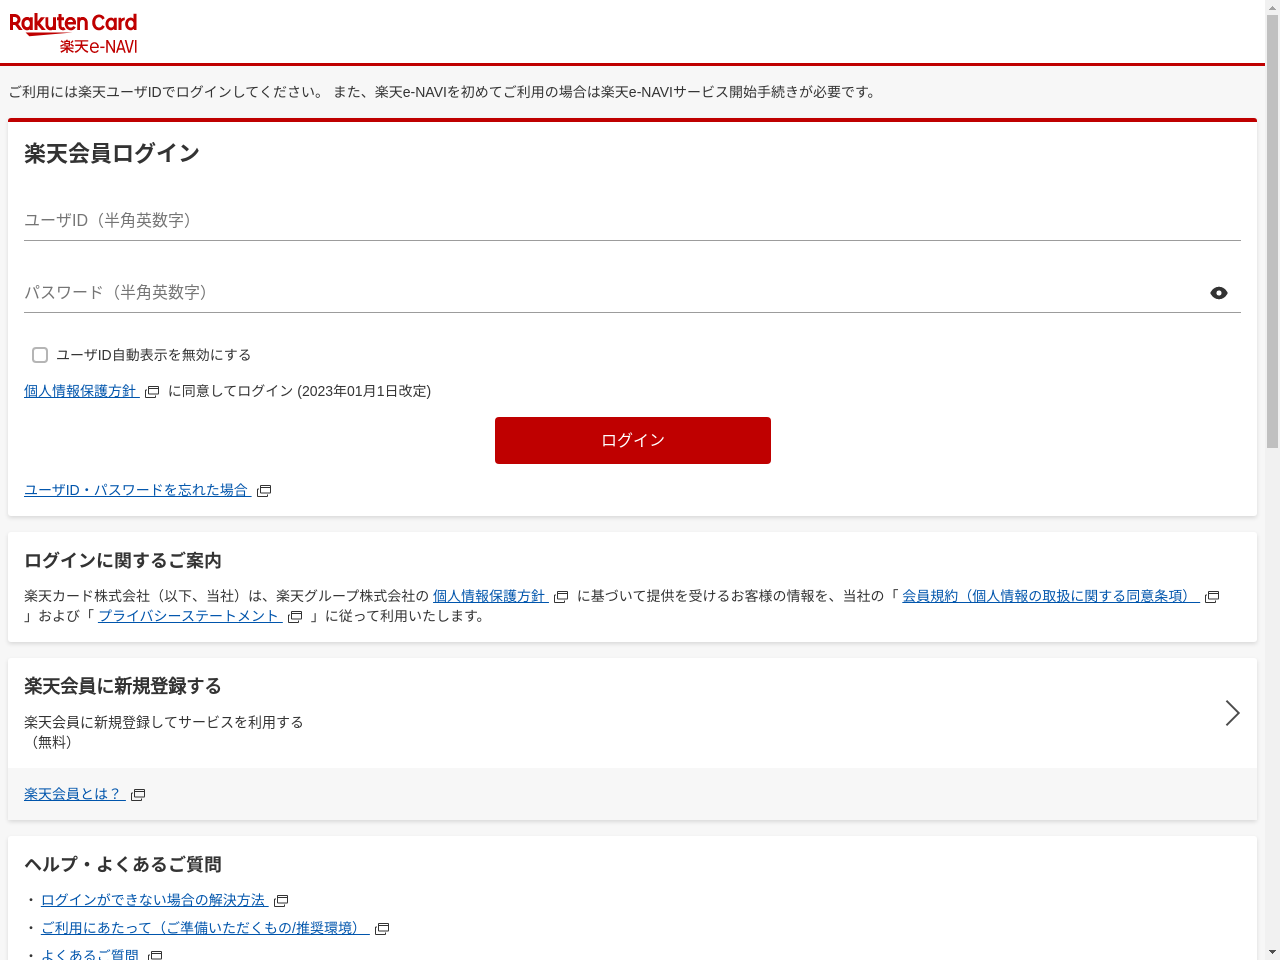 Rakuten Card
楽天e-NAVI
ご利用には楽天ユーザIDでログインしてください。 また、楽天e-NAVIを初めてご利用の場合は楽天e-NAVIサービス開始手続きが必要です。
楽天会員ログイン
ユーザID（半角英数字）
パスワード（半角英数字）
ユーザID自動表示を無効にする
個人情報保護方針 に同意してログイン (2023年01月1日改定)
ログイン
ユーザID・パスワードを忘れた場合
ログインに関するご案内
楽天カード株式会社（以下、当社）は、楽天グループ株式会社の 個人情報保護方針 に基づいて提供を受けるお客様の情報を、当社の「 会員規約（個人情報の取扱に関する同意条項）
」および「 プライバシーステートメント 」に従って利用いたします。
楽天会員に新規登録する
楽天会員に新規登録してサービスを利用する
（無料）
楽天会員とは？
ヘルプ・よくあるご質問
・ ログインができない場合の解決方法
・ ご利用にあたって（ご準備いただくもの/推奨環境）
・ よくあるご質問